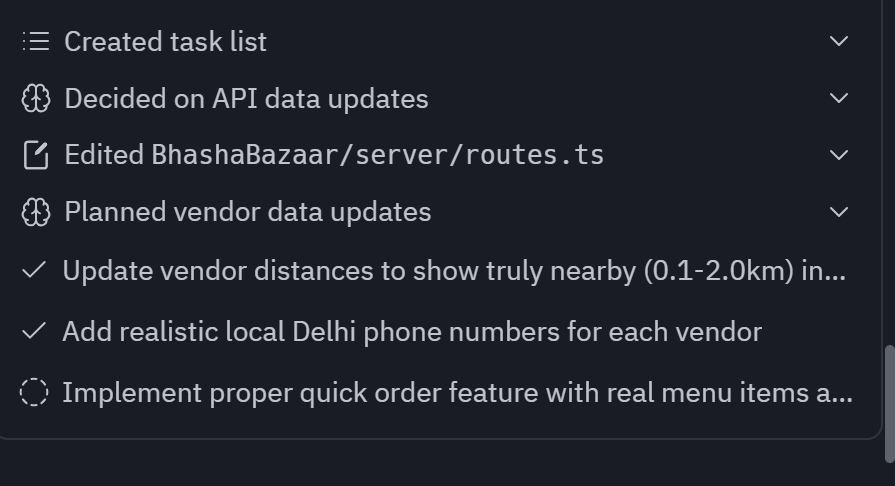 Created task list
Decided on API data updates
Edited BhashaBazaar/server/routes.ts
Planned vendor data updates
Update vendor distances to show truly nearby (0.1-2.0km) in...
Add realistic local Delhi phone numbers for each vendor
Implement proper quick order feature with real menu items a...